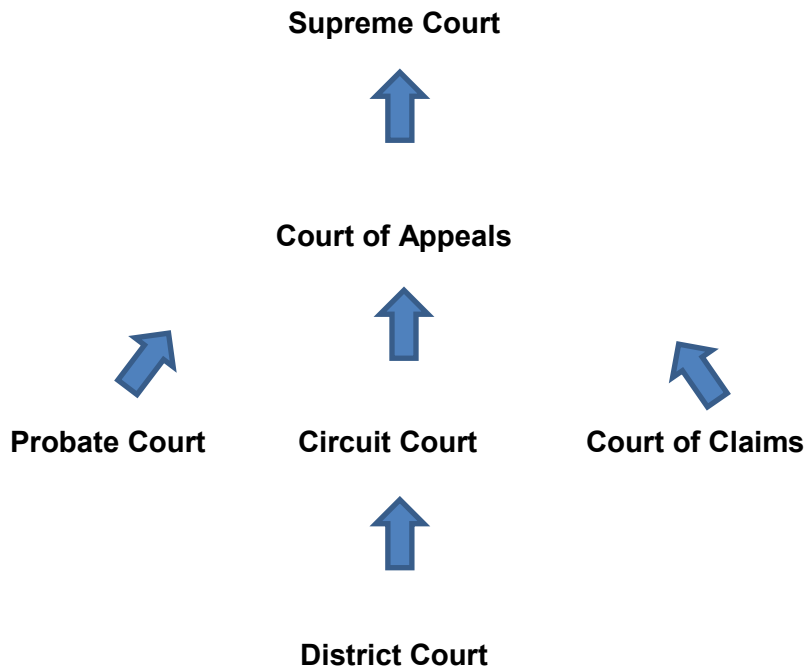 Supreme Court
Court of Appeals
Probate Court
Circuit Court
Court of Claims
District Court